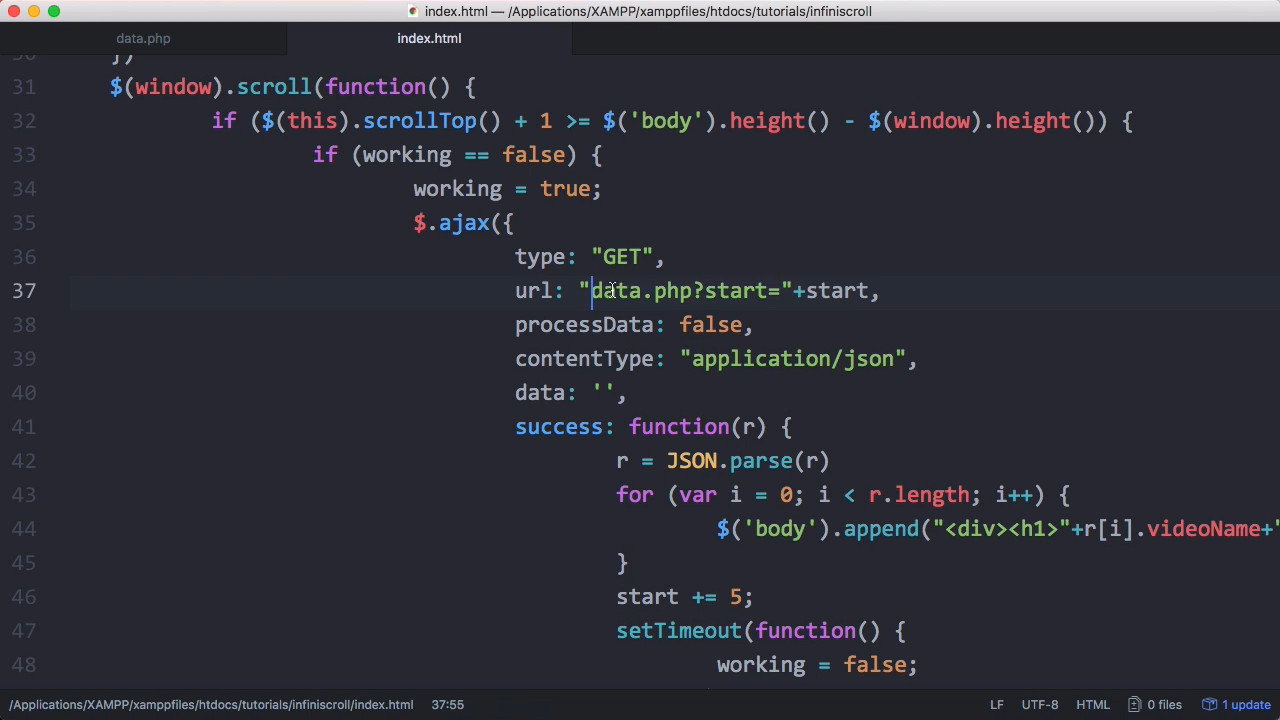 index.html — /Applications/XAMPP/xamppfiles/htdocs/tutorials/infiniscroll
data.php index.html
30 })
31 $(window).scroll(function() {
32 if ($(this).scrollTop() + 1 >= $('body').height() - $(window).height()) {
33 if (working == false) {
34 working = true;
35 $.ajax({
36 type: "GET",
37 url: "data.php?start="+start,
38 processData: false,
39 contentType: "application/json",
40 data: '',
41 success: function(r) {
42 r = JSON.parse(r)
43 for (var i = 0; i < r.length; i++) {
44 $('body').append("<div><h1>"+r[i].videoName+"
45 }
46 start += 5;
47 setTimeout(function() {
48 working = false;
/Applications/XAMPP/xamppfiles/htdocs/tutorials/infiniscroll/index.html 37:55 LF UTF-8 HTML 0 files 1 update